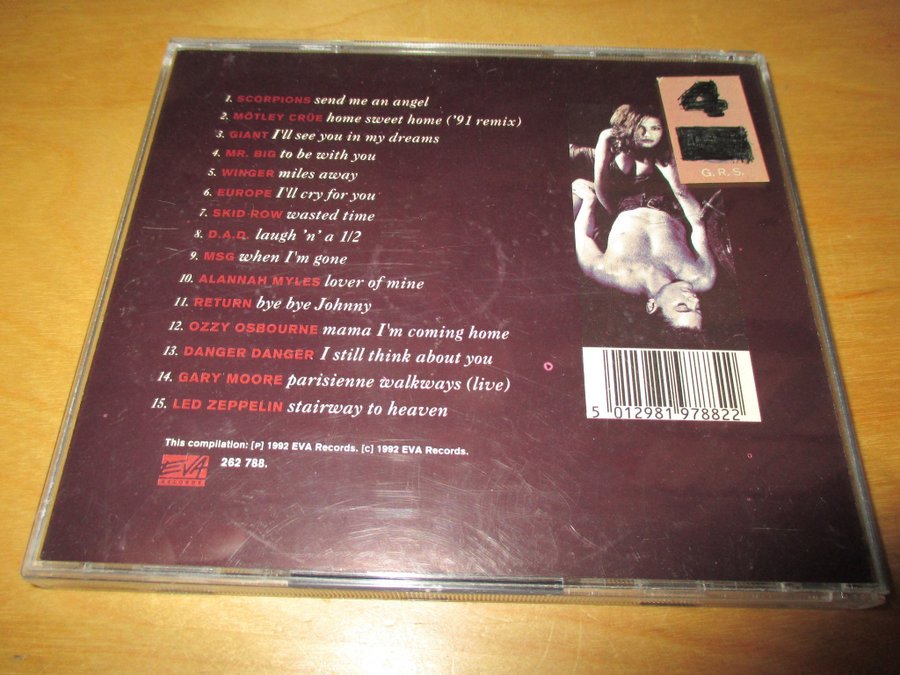 1. SCORPIONS send me an angel
2. MÖTLEY CRÜE home sweet home ('91 remix)
3. GIANT I'll see you in my dreams
4. MR. BIG to be with you
5. WINGER miles away
6. EUROPE I'll cry for you
7. SKID ROW wasted time
8. D.A.D. laugh 'n' a 1/2
9. MSG when I'm gone
10. ALANNAH MYLES lover of mine
11. RETURN bye bye Johnny
12. OZZY OSBOURNE mama I'm coming home
13. DANGER DANGER I still think about you
14. GARY MOORE parisienne walkways (live)
15. LED ZEPPELIN stairway to heaven
This compilation: [P] 1992 EVA Records. [C] 1992 EVA Records.
EVA
RECORDS
262 788.
4
G.R.S.
5 012981 978822